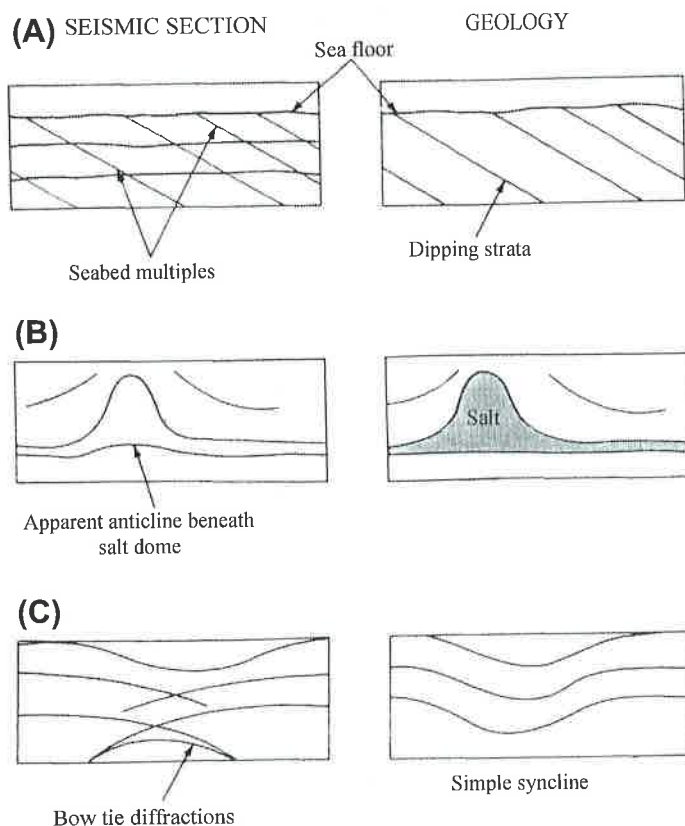 (A) SEISMIC SECTION
GEOLOGY
Sea floor
Seabed multiples
Dipping strata
(B)
Salt
Apparent anticline beneath
salt dome
(C)
Bow tie diffractions
Simple syncline